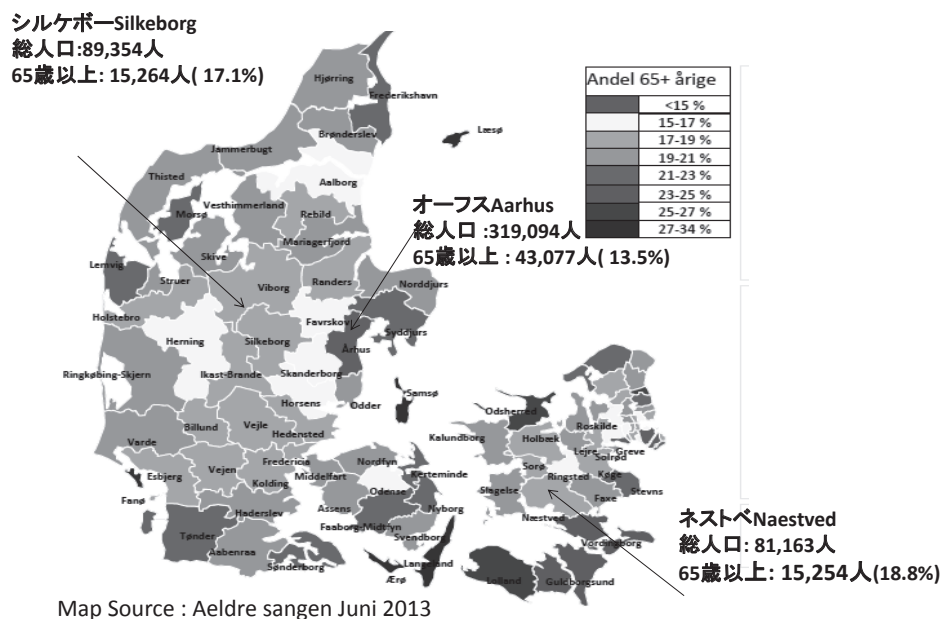 シルケボーSilkeborg
総人口:89,354人
65歳以上: 15,264人( 17.1%)
Andel 65+ årige
<15 %
15-17 %
17-19 %
19-21 %
21-23 %
23-25 %
25-27 %
27-34 %
Hjørring
Frederikshavn
Brønderslev
Læsø
Jammerbugt
Thisted
Aalborg
Vesthimmerland
Rebild
Morsø
Mariagerfjord
オーフスAarhus
総人口 :319,094人
65歳以上 : 43,077人( 13.5%)
Skive
Lemvig
Struer
Viborg
Randers
Norddjurs
Holstebro
Favrskov
Syddjurs
Herning
Silkeborg
Århus
Ringkøbing-Skjern
Ikast-Brande
Skanderborg
Samsø
Horsens
Odder
Odsherred
Billund
Vejle
Hedensted
Kalundborg
Holbæk
Roskilde
Varde
Lejre
Greve
Solrød
Esbjerg
Vejen
Fredericia
Nordfyn
Sorø
Køge
Ringsted
Kolding
Middelfart
Kerteminde
Odense
Slagelse
Stevns
Fanø
Assens
Nyborg
Faxe
Haderslev
Næstved
Faaborg-Midtfyn
Svendborg
Vordingborg
Tønder
Aabenraa
Sønderborg
Langeland
Ærø
Lolland
Guldborgsund
ネストベNaestved
総人口: 81,163人
65歳以上: 15,254人(18.8%)
Map Source : Aeldre sangen Juni 2013